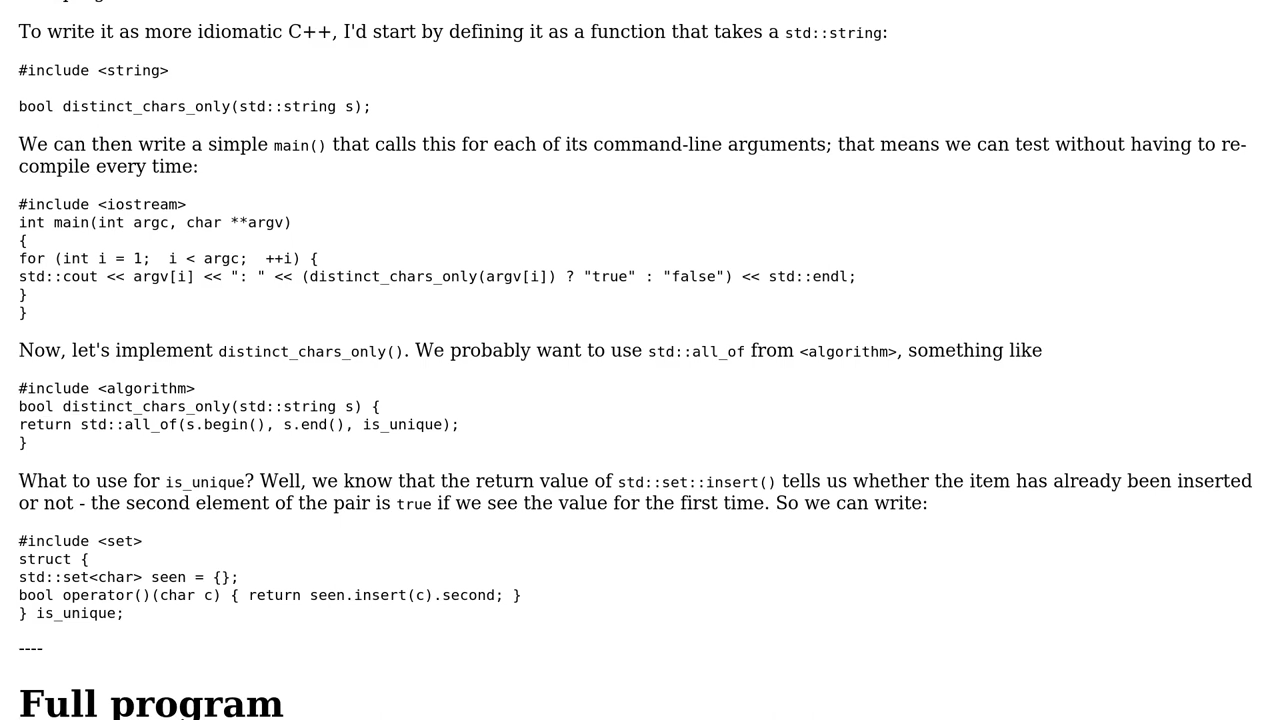 To write it as more idiomatic C++, I'd start by defining it as a function that takes a std::string:
#include <string>
bool distinct_chars_only(std::string s);
We can then write a simple main() that calls this for each of its command-line arguments; that means we can test without having to re-
compile every time:
#include <iostream>
int main(int argc, char **argv)
{
for (int i = 1;  i < argc;  ++i) {
std::cout << argv[i] << ": " << (distinct_chars_only(argv[i]) ? "true" : "false") << std::endl;
}
}
Now, let's implement distinct_chars_only(). We probably want to use std::all_of from <algorithm>, something like
#include <algorithm>
bool distinct_chars_only(std::string s) {
return std::all_of(s.begin(), s.end(), is_unique);
}
What to use for is_unique? Well, we know that the return value of std::set::insert() tells us whether the item has already been inserted
or not - the second element of the pair is true if we see the value for the first time. So we can write:
#include <set>
struct {
std::set<char> seen = {};
bool operator()(char c) { return seen.insert(c).second; }
} is_unique;
----
Full program